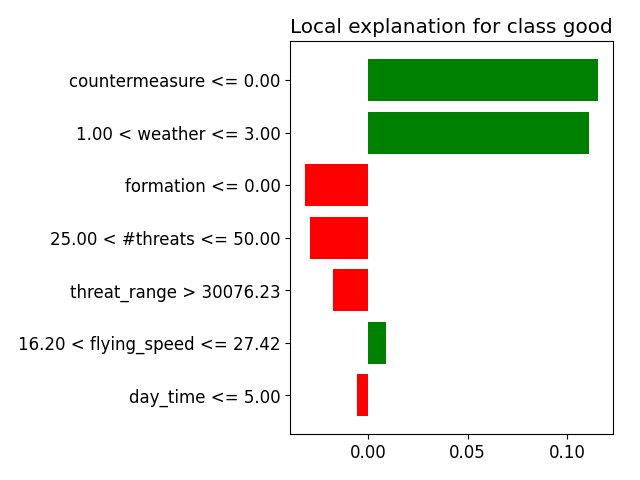 Local explanation for class good
countermeasure <= 0.00
1.00 < weather <= 3.00
formation <= 0.00
25.00 < #threats <= 50.00
threat_range > 30076.23
16.20 < flying_speed <= 27.42
day_time <= 5.00
0.00 0.05 0.10